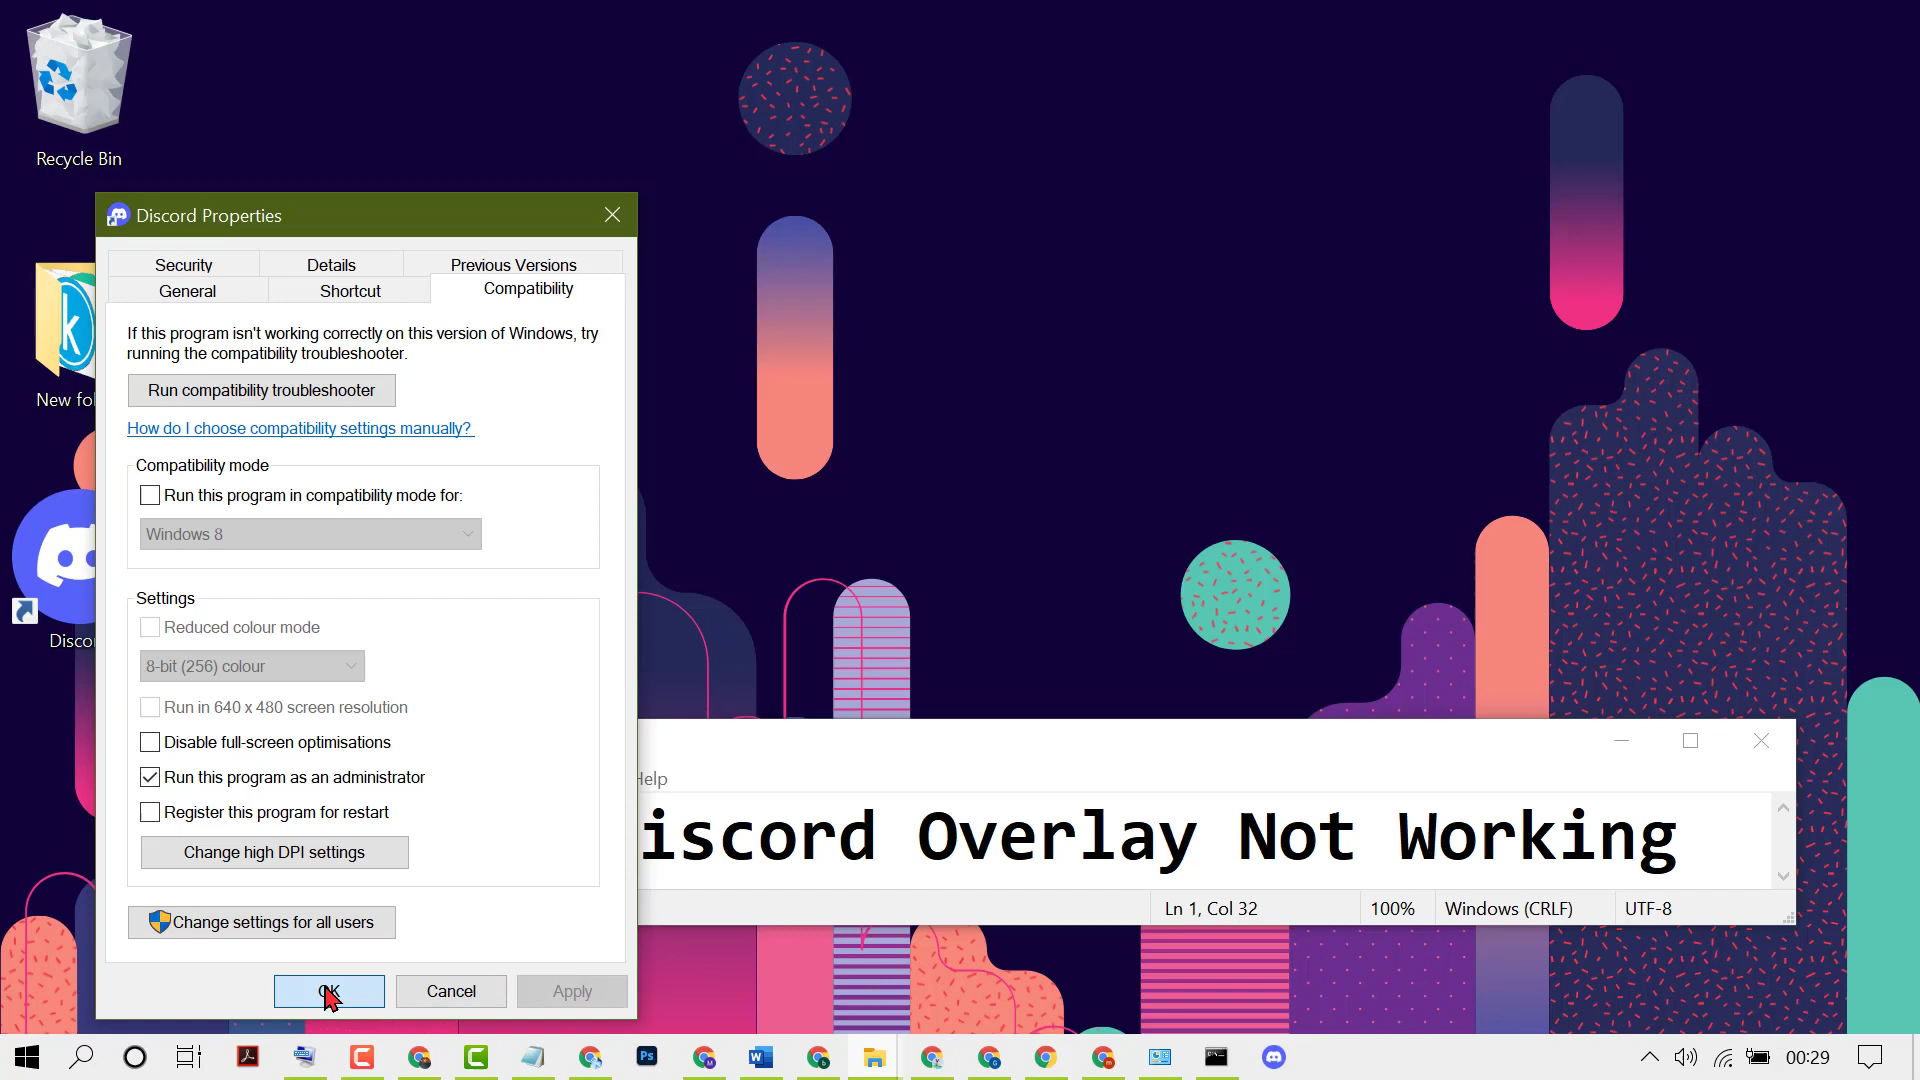 Recycle Bin
Discord Properties
Security
Details
Previous Versions
General
Shortcut
Compatibility
If this program isn't working correctly on this version of Windows, try
running the compatibility troubleshooter.
Run compatibility troubleshooter
How do I choose compatibility settings manually?
Compatibility mode
Run this program in compatibility mode for:
Windows 8
Settings
Reduced colour mode
8-bit (256) colour
Run in 640 x 480 screen resolution
Disable full-screen optimisations
Run this program as an administrator
Register this program for restart
Change high DPI settings
Change settings for all users
OK
Cancel
Apply
New fol
Discor
Help
iscord Overlay Not Working
Ln 1, Col 32
100%
Windows (CRLF)
UTF-8
Ps
00:29